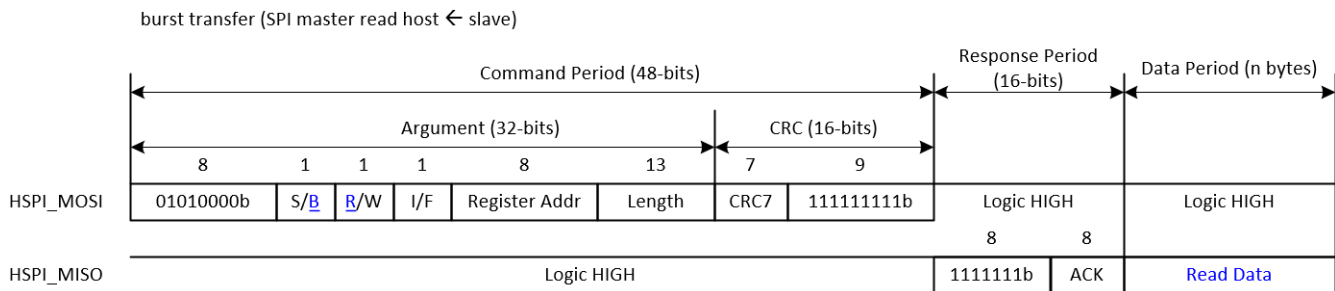 burst transfer (SPI master read host ← slave)
Command Period (48-bits)
Response Period
(16-bits)
Data Period (n bytes)
Argument (32-bits)
CRC (16-bits)
8 1 1 1 8 13 7 9
HSPI_MOSI 01010000b S/B R/W I/F Register Addr Length CRC7 111111111b Logic HIGH Logic HIGH
8 8
HSPI_MISO Logic HIGH 1111111b ACK Read Data